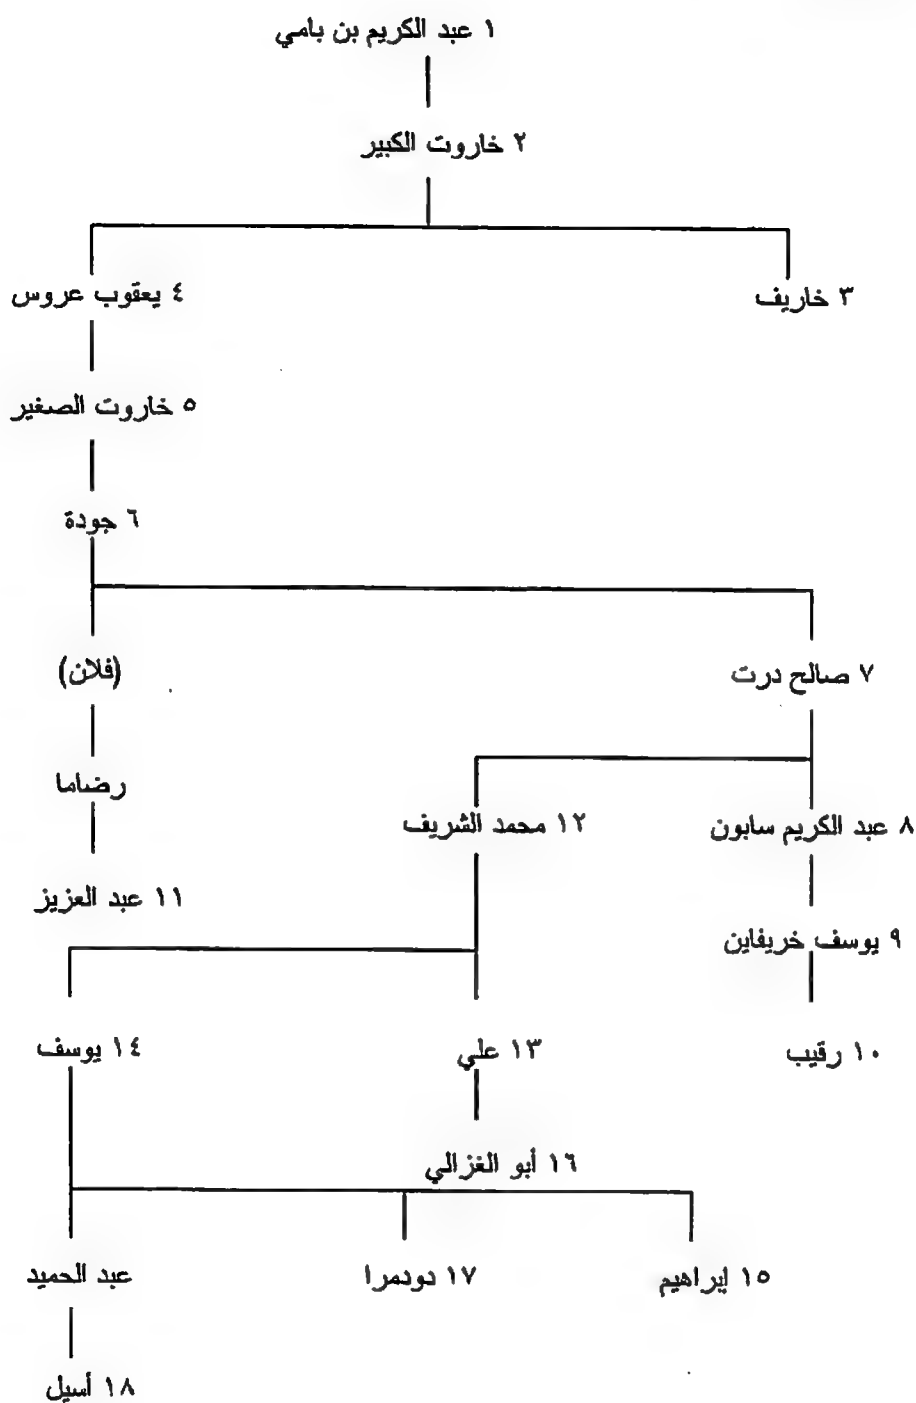 ١ عبد الكريم بن بامي
٢ خاروت الكبير
٣ خاريف
٤ يعقوب عروس
٥ خاروت الصغير
٦ جودة
٧ صالح درت
(فلان)
رضاما
٨ عبد الكريم سابون
١٢ محمد الشريف
١١ عبد العزيز
٩ يوسف خريفاين
١٠ رقيب
١٣ علي
١٤ يوسف
١٦ أبو الغزالي
١٥ إبراهيم
١٧ دودمرا
عبد الحميد
١٨ أسيل